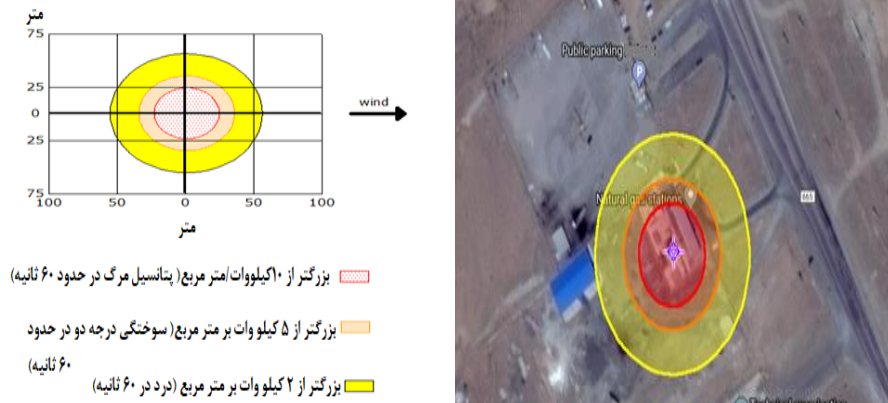 متر
75
25
0
25
75
100
50
0
50
100
متر
wind
بزرگتر از ۱۰کیلووات/متر مربع( پتانسیل مرگ در حدود ۶۰ ثانیه)
بزرگتر از ۵ کیلو وات بر متر مربع( سوختگی درجه دو در حدود
۶۰ ثانیه)
بزرگتر از ۲ کیلو وات بر متر مربع (درد در ۶۰ ثانیه)
Public parking
P
Natural gas stations
665